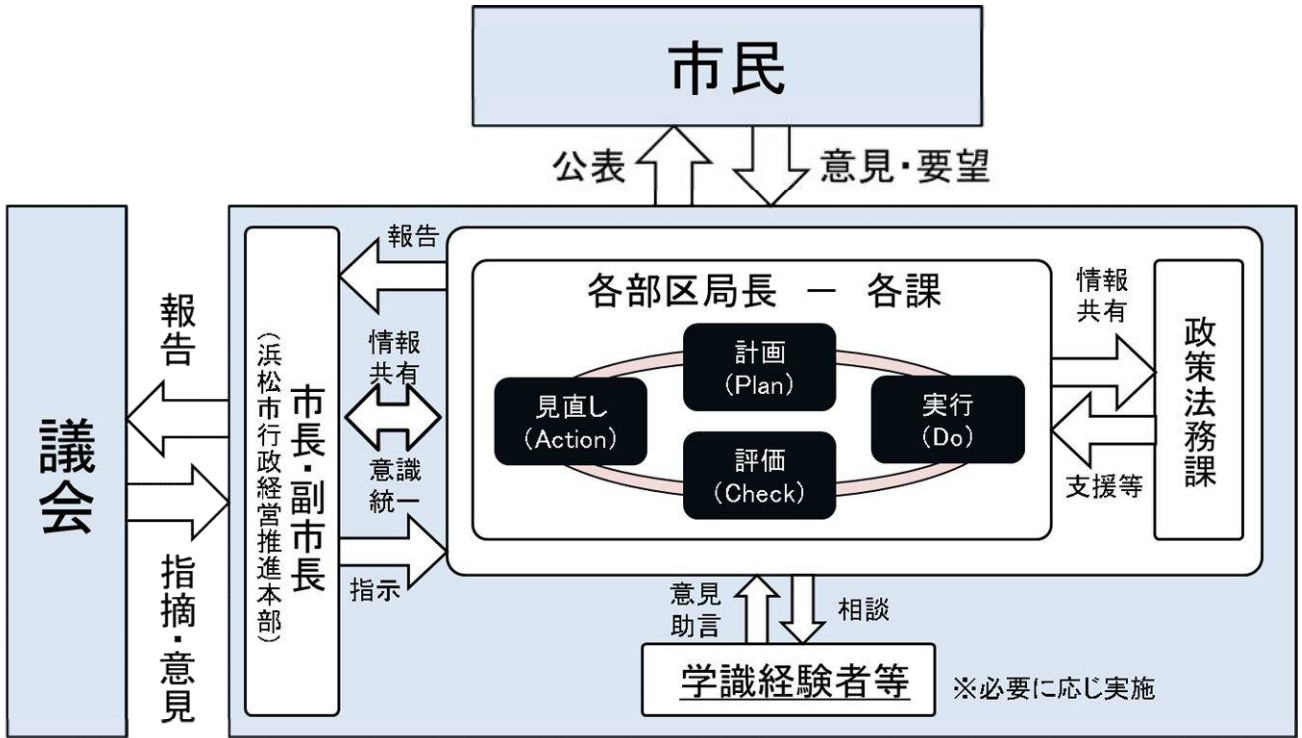 市民
公表
意見・要望
議会
報告
指摘・意見
市長・副市長
（浜松市行政経営推進本部）
報告
情報
共有
意識
統一
指示
各部区局長 － 各課
計画
(Plan)
見直し
(Action)
実行
(Do)
評価
(Check)
情報
共有
支援等
政策法務課
意見
助言
相談
学識経験者等
※必要に応じ実施